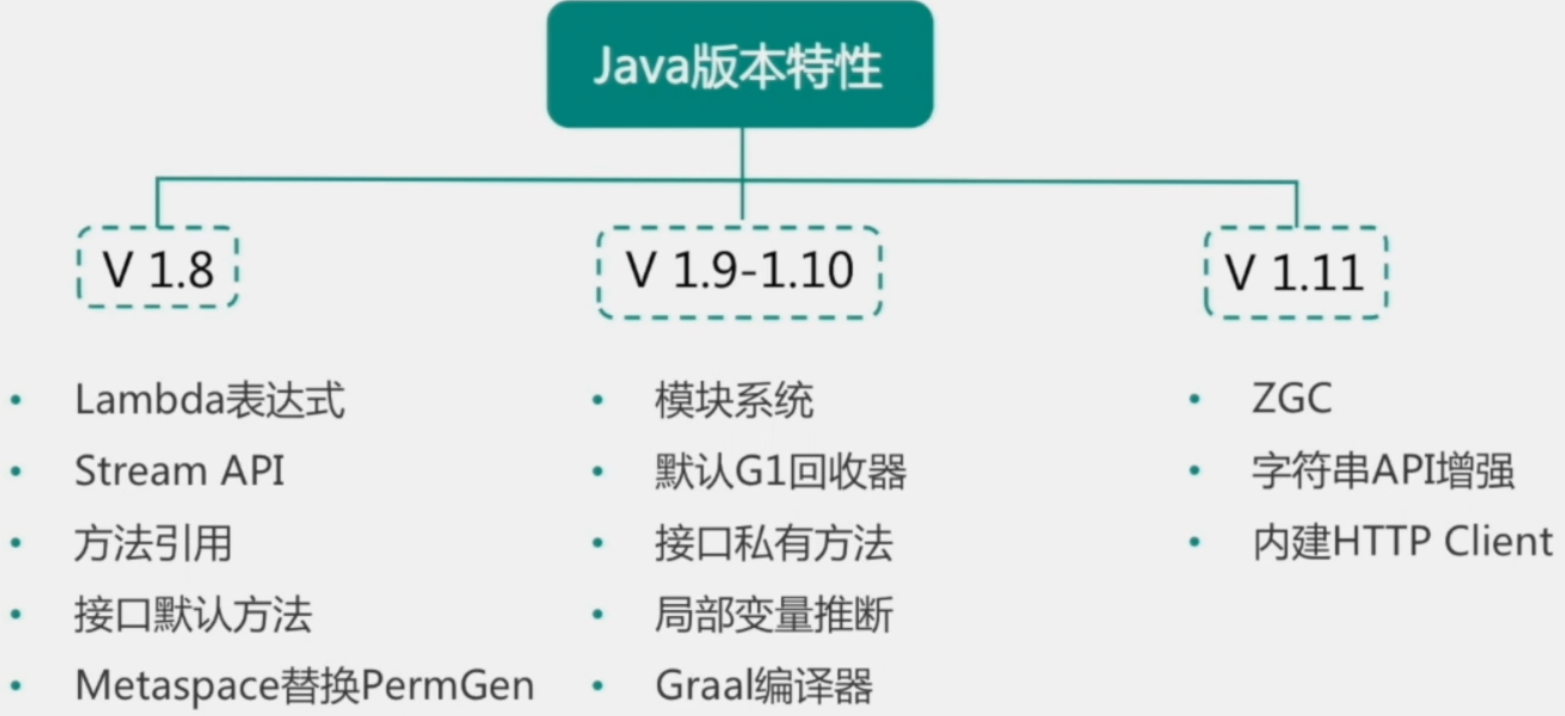 Java版本特性
V 1.8
V 1.9-1.10
V 1.11
• Lambda表达式
• Stream API
• 方法引用
• 接口默认方法
• Metaspace替换PermGen
• 模块系统
• 默认G1回收器
• 接口私有方法
• 局部变量推断
• Graal编译器
• ZGC
• 字符串API增强
• 内建HTTP Client